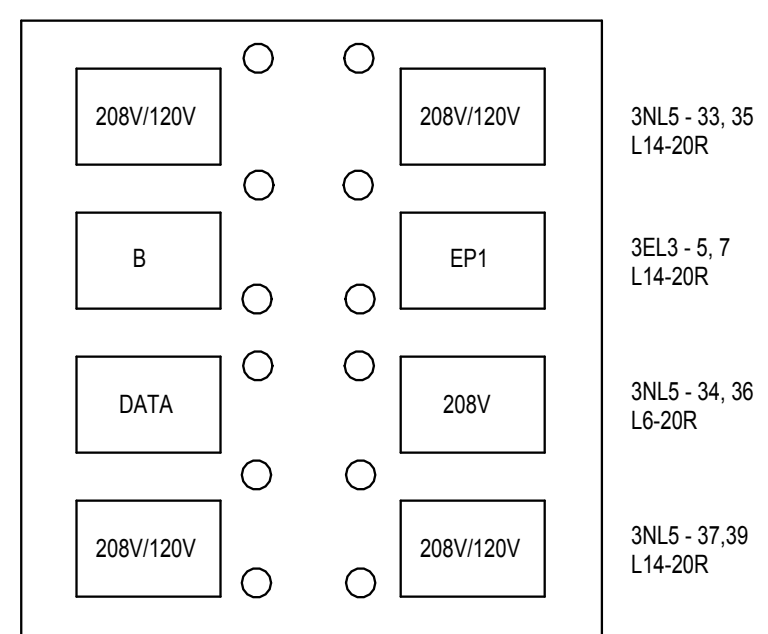 208V/120V
208V/120V
3NL5 - 33, 35
L14-20R
B
EP1
3EL3 - 5, 7
L14-20R
DATA
208V
3NL5 - 34, 36
L6-20R
208V/120V
208V/120V
3NL5 - 37,39
L14-20R